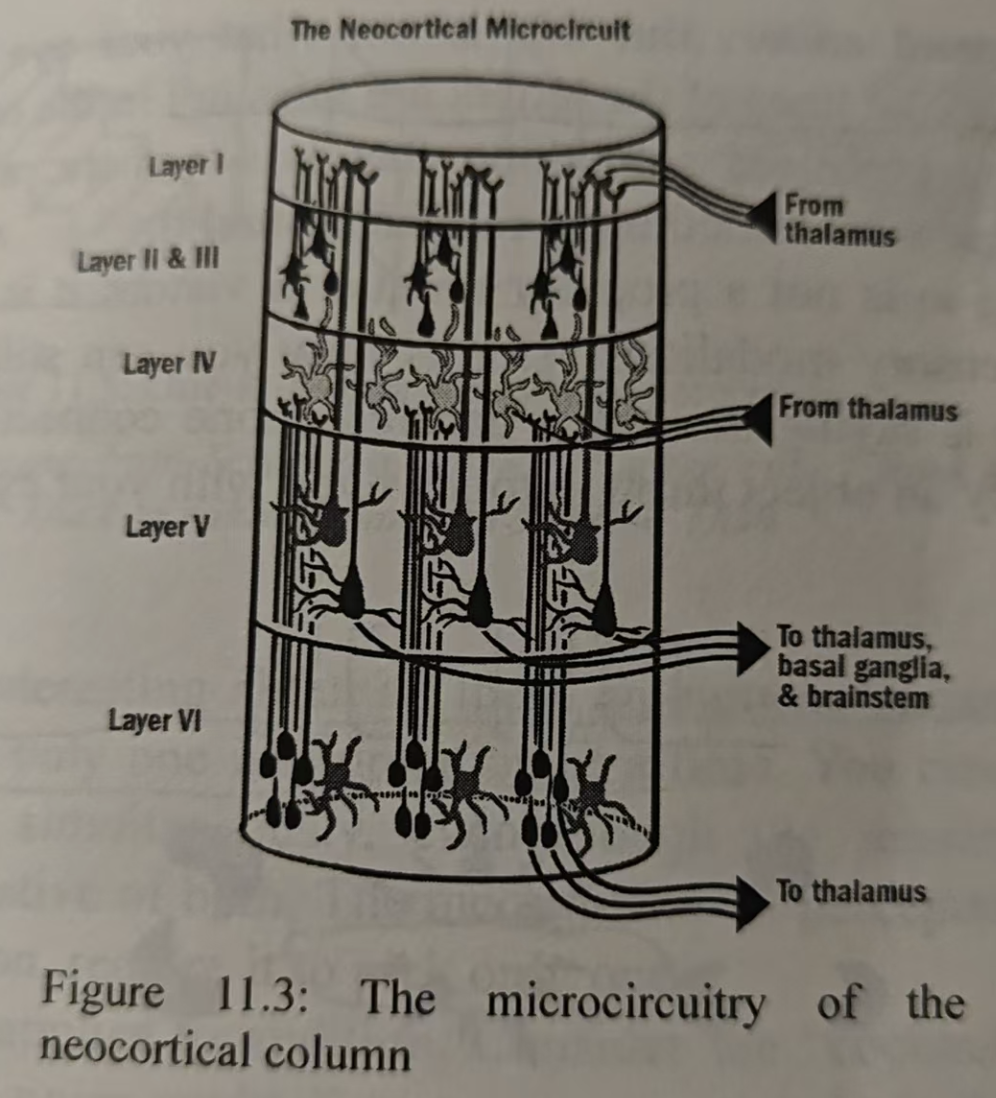 The Neocortical Microcircuit
Layer I
From
thalamus
Layer II & III
Layer IV
From thalamus
Layer V
To thalamus,
basal ganglia,
& brainstem
Layer VI
To thalamus
Figure 11.3: The microcircuitry of the
neocortical column